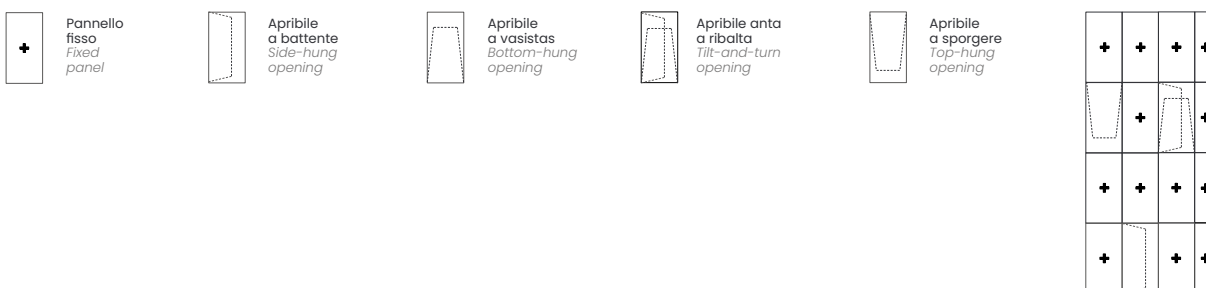 Pannello
fisso
Fixed
panel
Apribile
a battente
Side-hung
opening
Apribile
a vasistas
Bottom-hung
opening
Apribile anta
a ribalta
Tilt-and-turn
opening
Apribile
a sporgere
Top-hung
opening